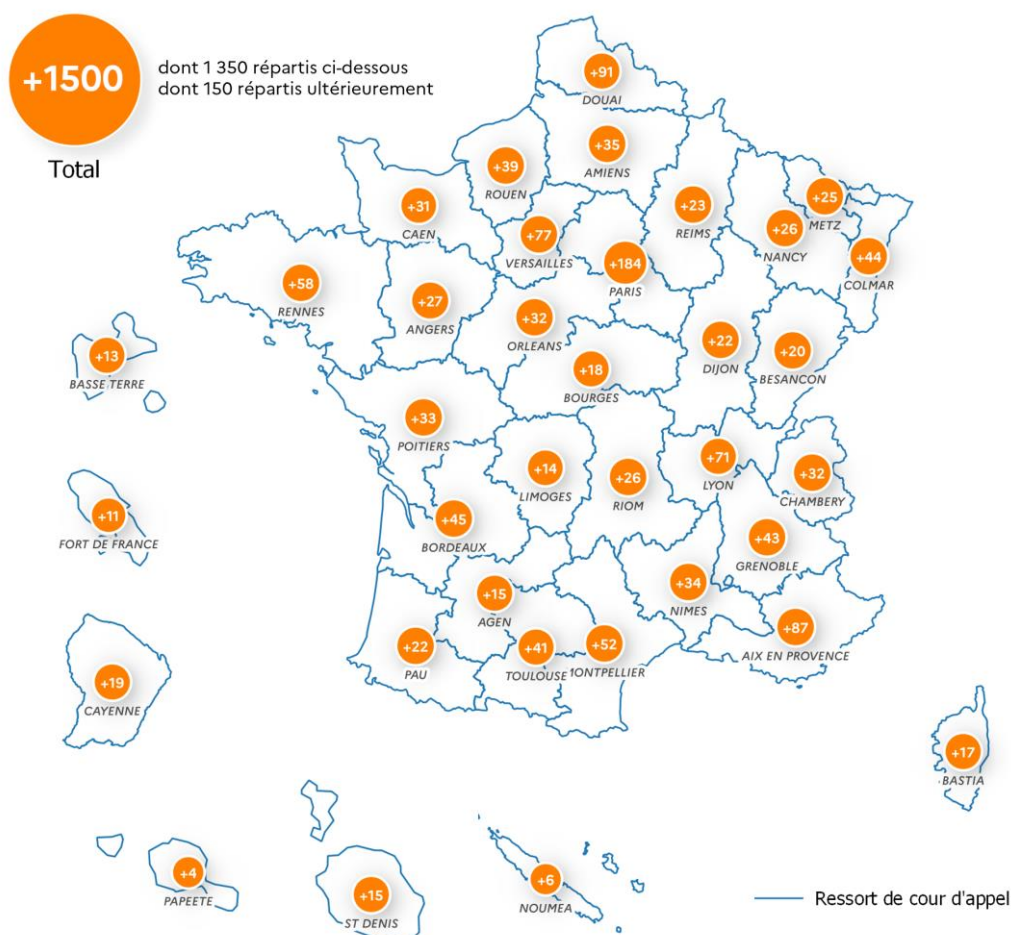 +1500
dont 1 350 répartis ci-dessous
dont 150 répartis ultérieurement
Total
+91
DOUAI
+35
AMIENS
+39
ROUEN
+31
CAEN
+77
VERSAILLES
+184
PARIS
+23
REIMS
+25
METZ
+26
NANCY
+44
COLMAR
+58
RENNES
+27
ANGERS
+32
ORLEANS
+22
DIJON
+20
BESANCON
+13
BASSE TERRE
+18
BOURGES
+33
POITIERS
+14
LIMOGES
+26
RIOM
+71
LYON
+32
CHAMBERY
+11
FORT DE FRANCE
+45
BORDEAUX
+43
GRENOBLE
+15
AGEN
+34
NIMES
+22
PAU
+41
TOULOUSE
+52
MONTPELLIER
+87
AIX EN PROVENCE
+19
CAYENNE
+17
BASTIA
+4
PAPEETE
+15
ST DENIS
+6
NOUMEA
Ressort de cour d'appel